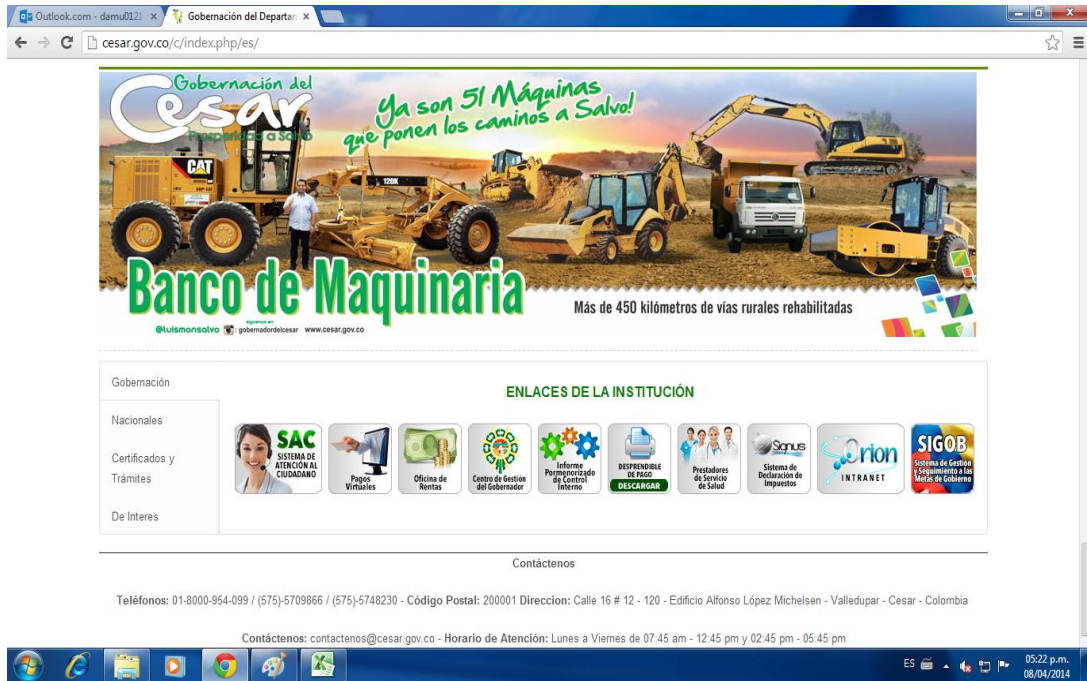 Outlook.com - damu0121
Gobernación del Departan
cesar.gov.co/c/index.php/es/
Gobernación del
Cesar
Prosperidad a Salvo
Ya son 51 Máquinas
que ponen los caminos a Salvo!
CAT
120K
Banco de Maquinaria
Más de 450 kilómetros de vías rurales rehabilitadas
siguenos en
@luismonsalvo : gobernadordelcesar www.cesar.gov.co
Gobernación
Nacionales
Certificados y
Trámites
De Interes
ENLACES DE LA INSTITUCIÓN
SAC
SISTEMA DE
ATENCIÓN AL
CIUDADANO
Pagos
Virtuales
Oficina de
Rentas
Centro de Gestión
del Gobernador
Informe
Pormenorizado
de Control
Interno
DESPRENDIBLE
DE PAGO
DESCARGAR
Prestadores
de Servicio
de Salud
Signus
Sistema de
Declaración de
Impuestos
Orion
INTRANET
SIGOB
Sistema de Gestión
y Seguimiento a las
Metas de Gobierno
Contáctenos
Teléfonos: 01-8000-954-099 / (575)-5709866 / (575)-5748230 - Código Postal: 200001 Direccion: Calle 16 # 12 - 120 - Edificio Alfonso López Michelsen - Valledupar - Cesar - Colombia
Contáctenos: contactenos@cesar.gov.co - Horario de Atención: Lunes a Viernes de 07:45 am - 12:45 pm y 02:45 pm - 05:45 pm
ES
05:22 p.m.
08/04/2014